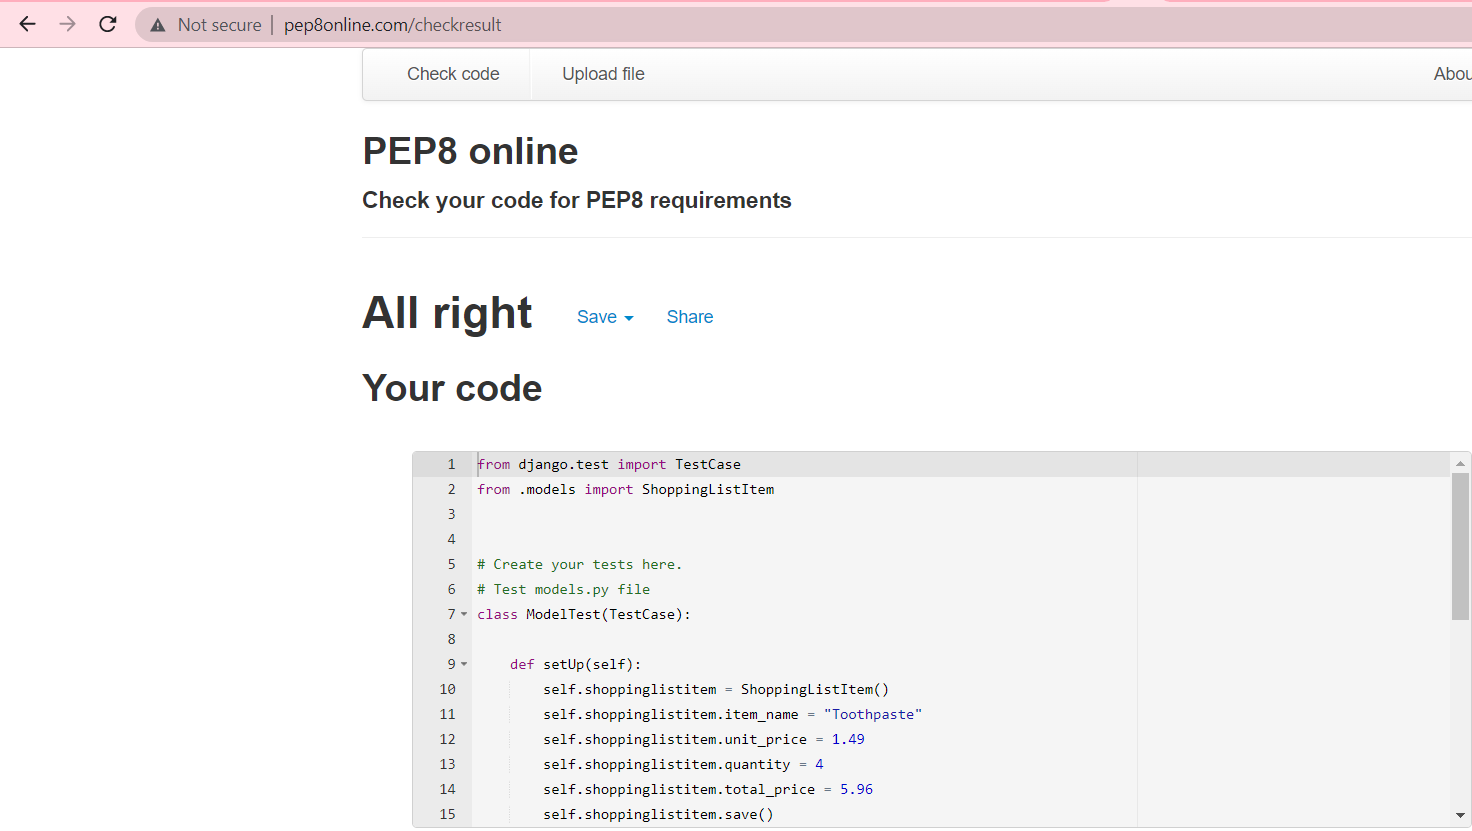 Not secure | pep8online.com/checkresult
Check code Upload file
PEP8 online
Check your code for PEP8 requirements
All right Save Share
Your code
1 from django.test import TestCase
2 from .models import ShoppingListItem
3
4
5 # Create your tests here.
6 # Test models.py file
7 class ModelTest(TestCase):
8
9 def setUp(self):
10 self.shoppinglistitem = ShoppingListItem()
11 self.shoppinglistitem.item_name = "Toothpaste"
12 self.shoppinglistitem.unit_price = 1.49
13 self.shoppinglistitem.quantity = 4
14 self.shoppinglistitem.total_price = 5.96
15 self.shoppinglistitem.save()